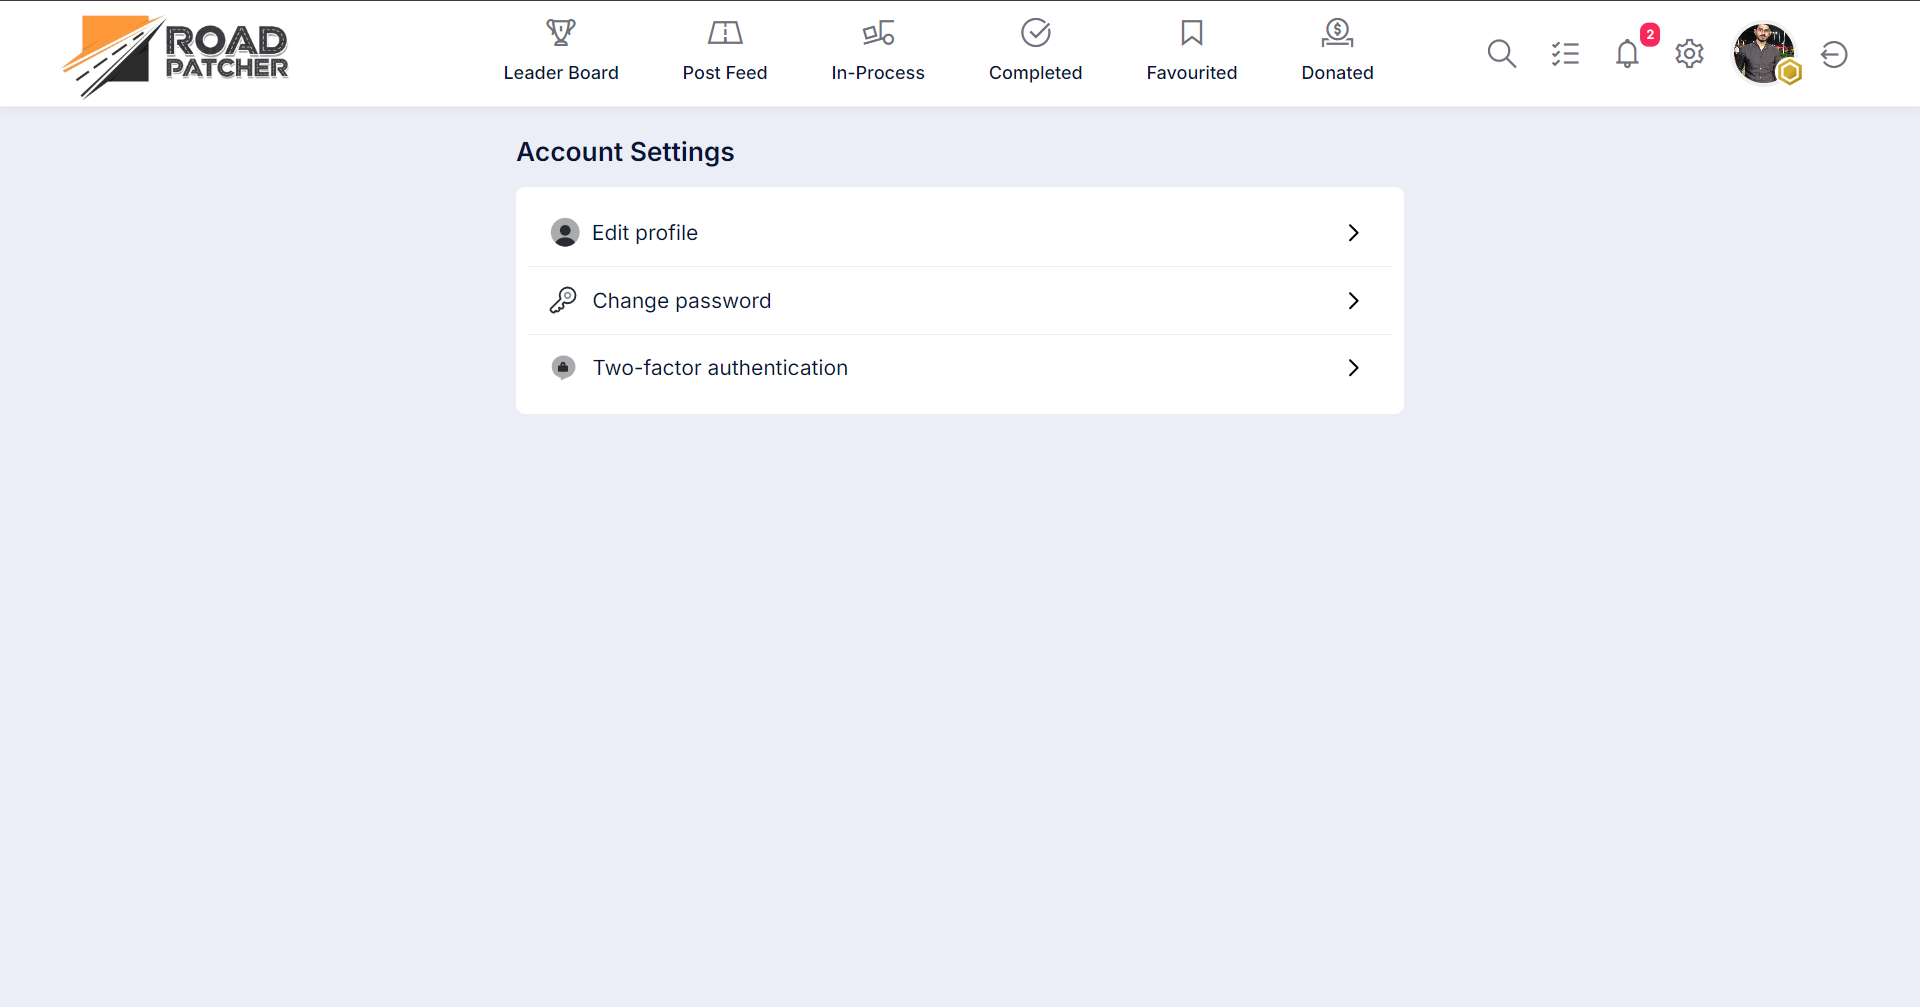 ROAD
PATCHER
Leader Board
Post Feed
In-Process
Completed
Favourited
$
Donated
2
Account Settings
Edit profile
Change password
Two-factor authentication